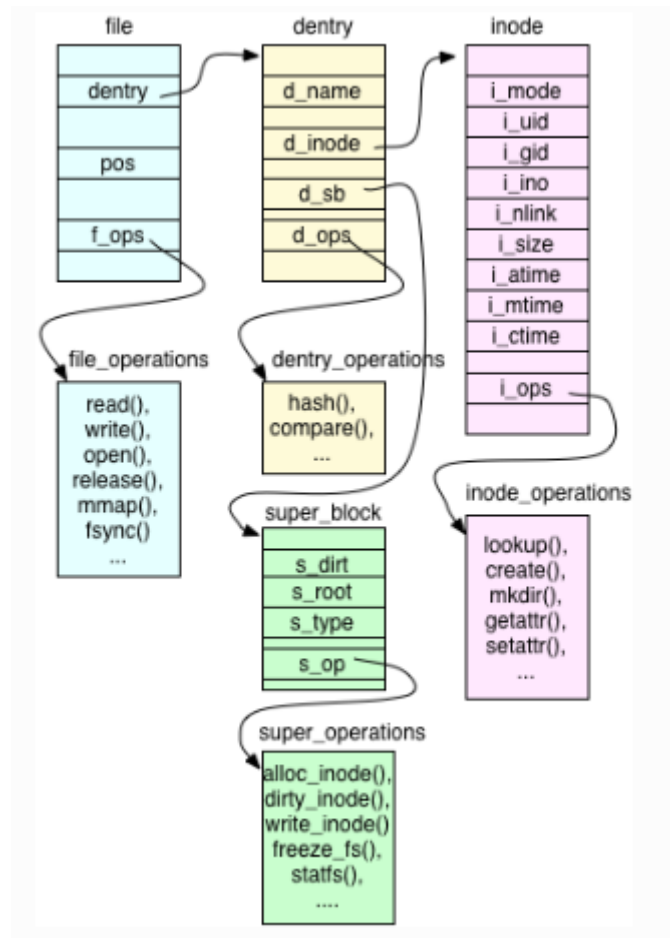 file
dentry
pos
f_ops
file_operations
read(),
write(),
open(),
release(),
mmap(),
fsync()
...
dentry
d_name
d_inode
d_sb
d_ops
dentry_operations
hash(),
compare(),
...
super_block
s_dirt
s_root
s_type
s_op
super_operations
alloc_inode(),
dirty_inode(),
write_inode()
freeze_fs(),
statfs(),
....
inode
i_mode
i_uid
i_gid
i_ino
i_nlink
i_size
i_atime
i_mtime
i_ctime
i_ops
inode_operations
lookup(),
create(),
mkdir(),
getattr(),
setattr(),
...